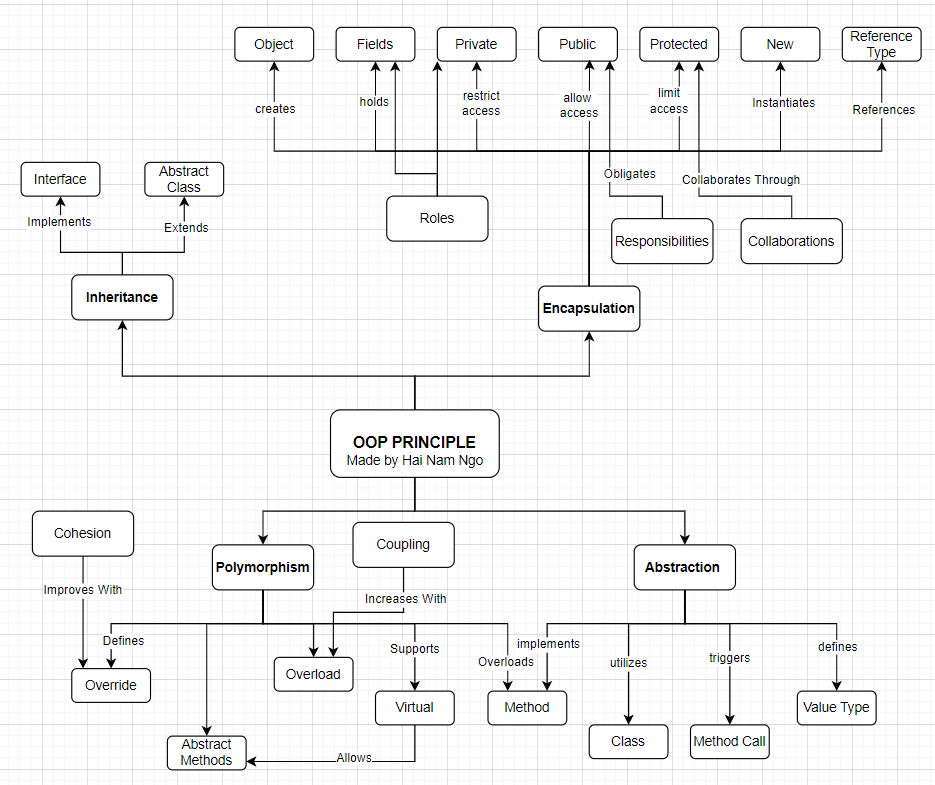 Object
Fields
Private
Public
Protected
New
Reference
Type
creates
holds
restrict
access
allow
access
limit
access
Instantiates
References
Interface
Abstract
Class
Obligates
Collaborates Through
Implements
Extends
Roles
Responsibilities
Collaborations
Inheritance
Encapsulation
OOP PRINCIPLE
Made by Hai Nam Ngo
Cohesion
Coupling
Polymorphism
Abstraction
Improves With
Increases With
Defines
Supports
Overloads
implements
utilizes
triggers
defines
Override
Overload
Virtual
Method
Value Type
Class
Method Call
Abstract
Methods
Allows